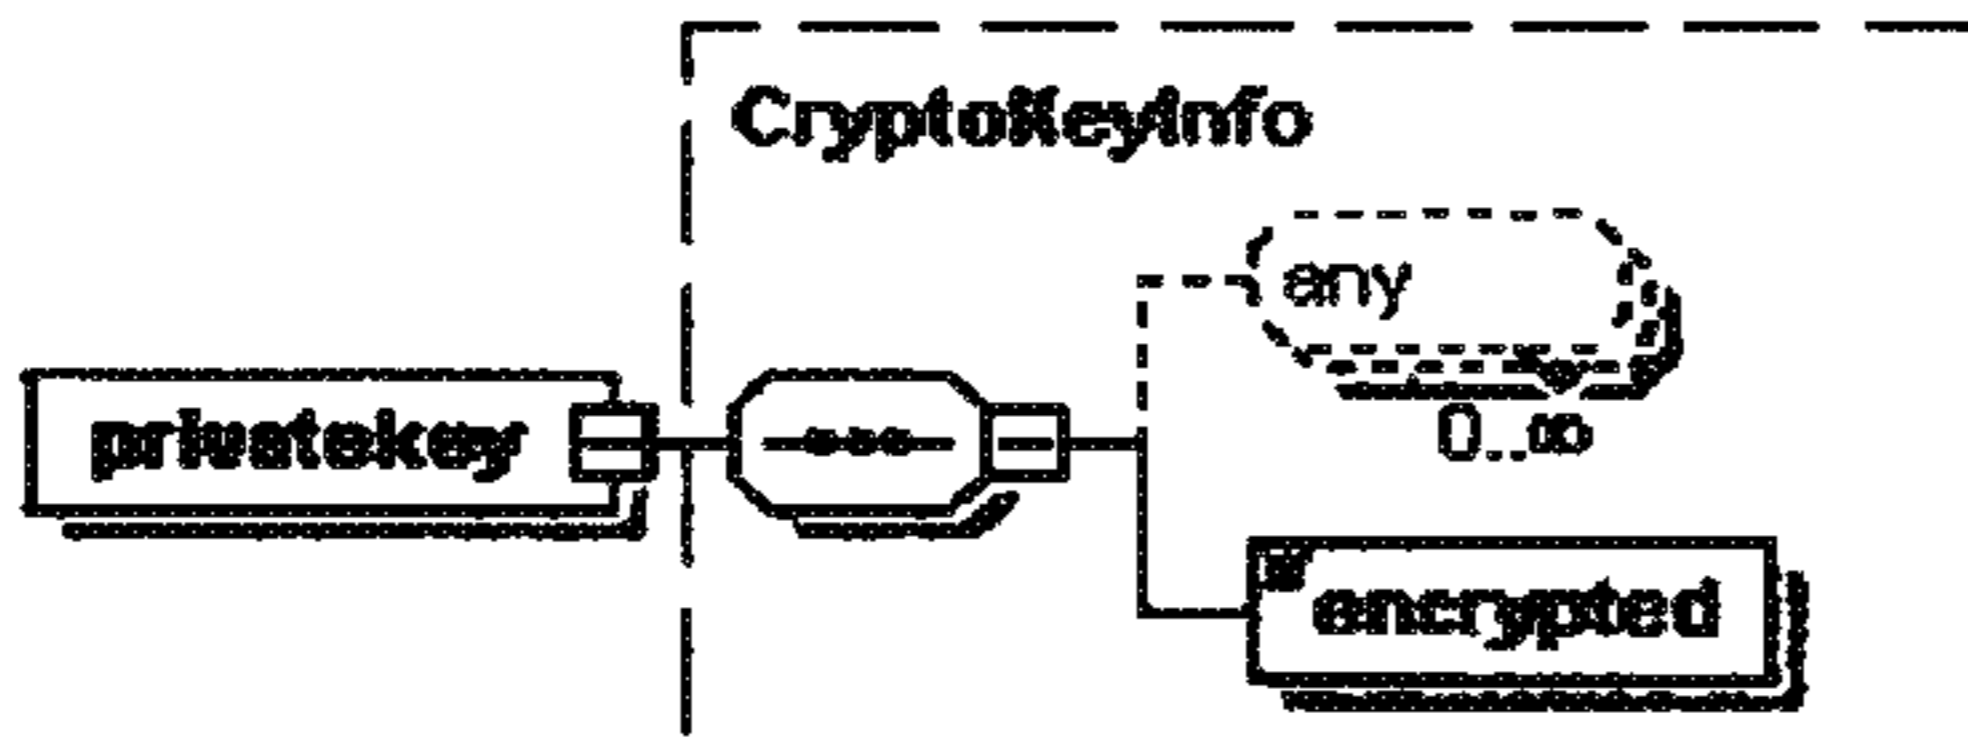 CryptoKeyInfo
any
privatekey
0..∞
encrypted